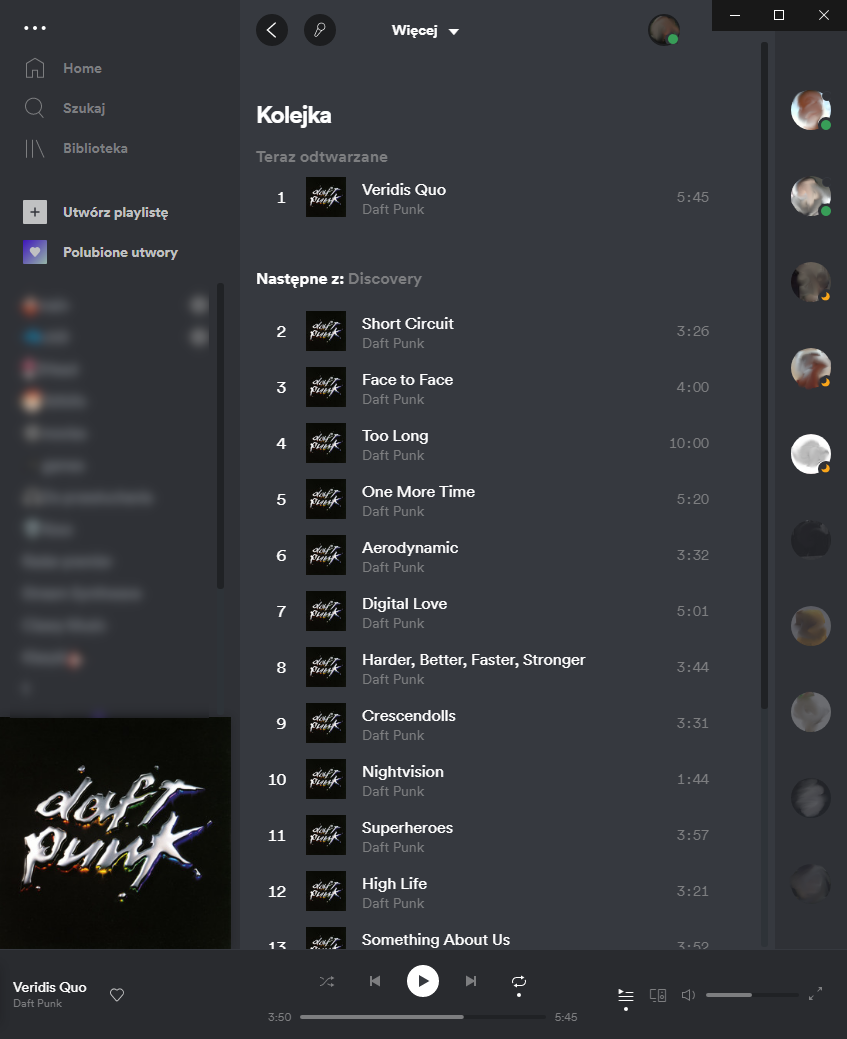 Home
Szukaj
Biblioteka
Utwórz playlistę
Polubione utwory
Więcej
Kolejka
Teraz odtwarzane
1 Veridis Quo 5:45
Daft Punk
Następne z: Discovery
2 Short Circuit 3:26
Daft Punk
3 Face to Face 4:00
Daft Punk
4 Too Long 10:00
Daft Punk
5 One More Time 5:20
Daft Punk
6 Aerodynamic 3:32
Daft Punk
7 Digital Love 5:01
Daft Punk
8 Harder, Better, Faster, Stronger 3:44
Daft Punk
9 Crescendolls 3:31
Daft Punk
10 Nightvision 1:44
Daft Punk
11 Superheroes 3:57
Daft Punk
12 High Life 3:21
Daft Punk
13 Something About Us 3:52
daft
punk
Veridis Quo
Daft Punk
3:50 5:45